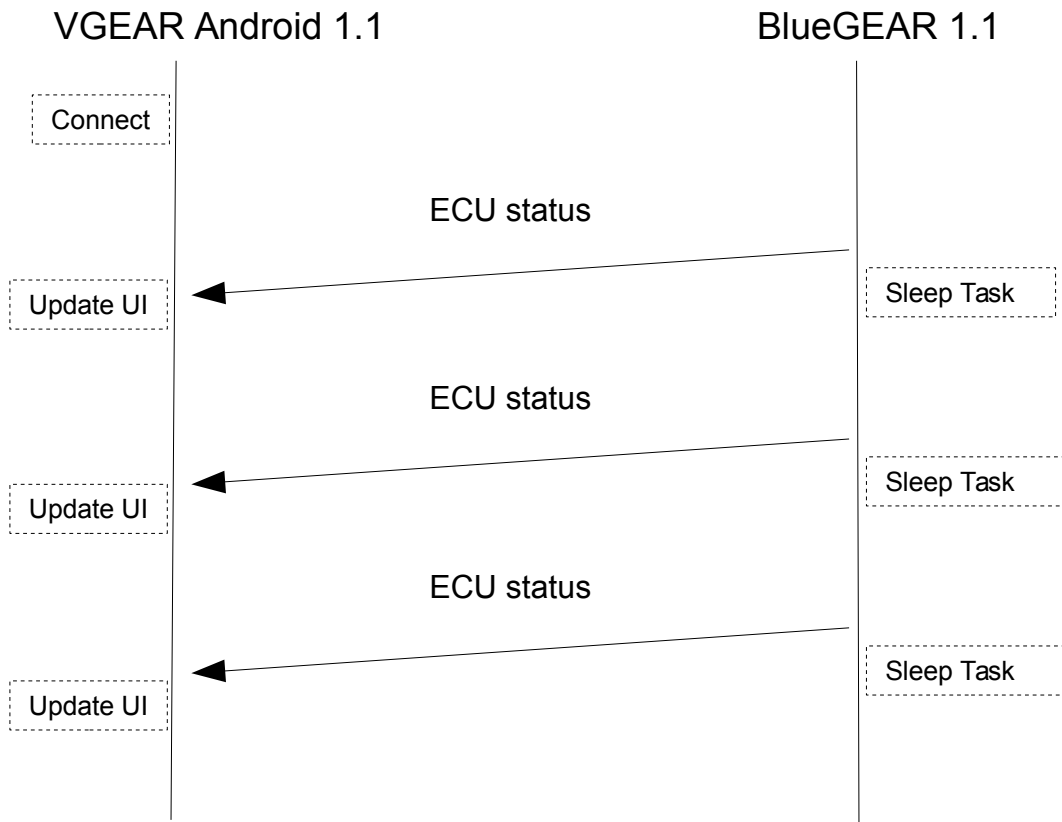 VGEAR Android 1.1
BlueGEAR 1.1
Connect
ECU status
Update UI
Sleep Task
ECU status
Update UI
Sleep Task
ECU status
Update UI
Sleep Task